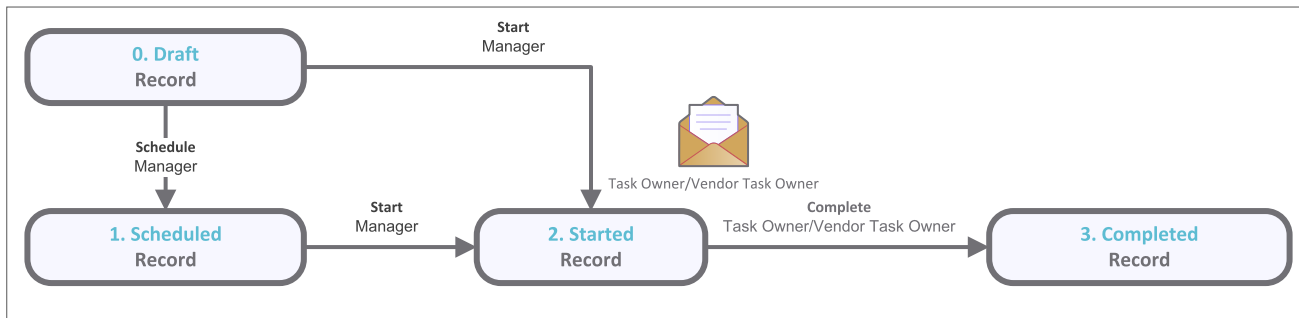 Start
Manager
0. Draft
Record
Schedule
Manager
Task Owner/Vendor Task Owner
1. Scheduled
Record
Start
Manager
2. Started
Record
Complete
Task Owner/Vendor Task Owner
3. Completed
Record